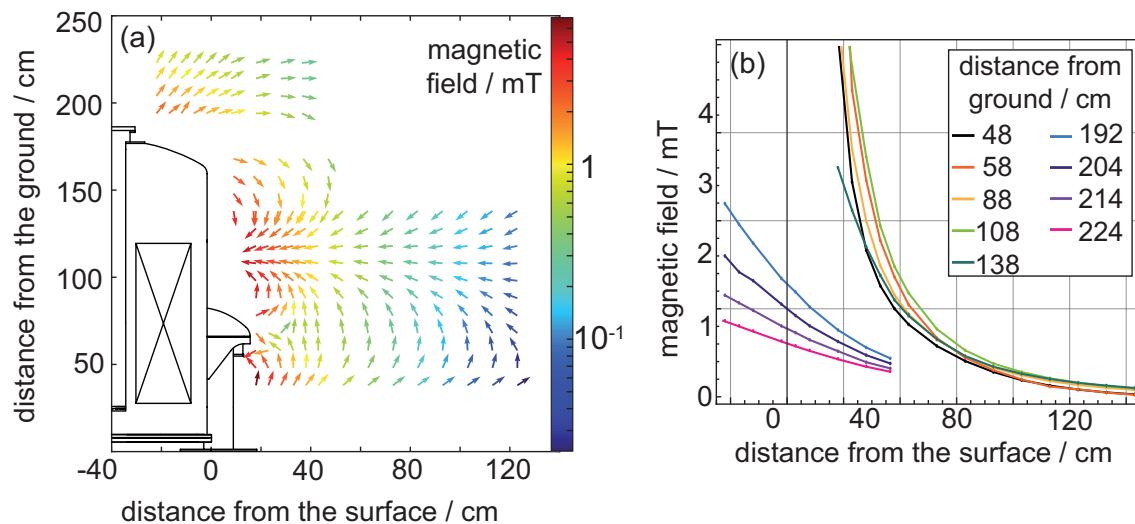 250
200
150
100
50
distance from the ground / cm
(a)
magnetic
field / mT
1
10-1
-40 0 40 80 120
distance from the surface / cm
(b)
4
3
2
1
0
magnetic field / mT
distance from
ground / cm
48 192
58 204
88 214
108 224
138
0 40 80 120
distance from the surface / cm